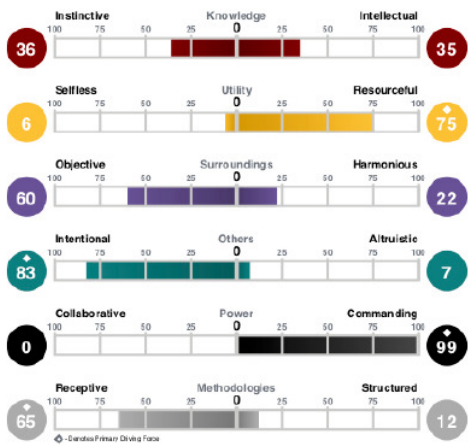 Instinctive Knowledge Intellectual
100 75 50 25 0 25 50 75 100
36 35
Selfless Utility Resourceful
100 75 50 25 0 25 50 75 100
6 75
Objective Surroundings Harmonious
100 75 50 25 0 25 50 75 100
60 22
Intentional Others Altruistic
100 75 50 25 0 25 50 75 100
83 7
Collaborative Power Commanding
100 75 50 25 0 25 50 75 100
0 99
Receptive Methodologies Structured
100 75 50 25 0 25 50 75 100
65 12
- Denotes Primary Driving Force